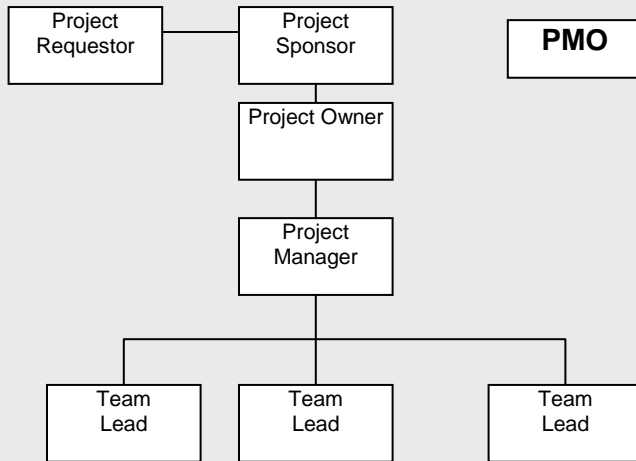 Project
Requestor
Project
Sponsor
PMO
Project Owner
Project
Manager
Team
Lead
Team
Lead
Team
Lead